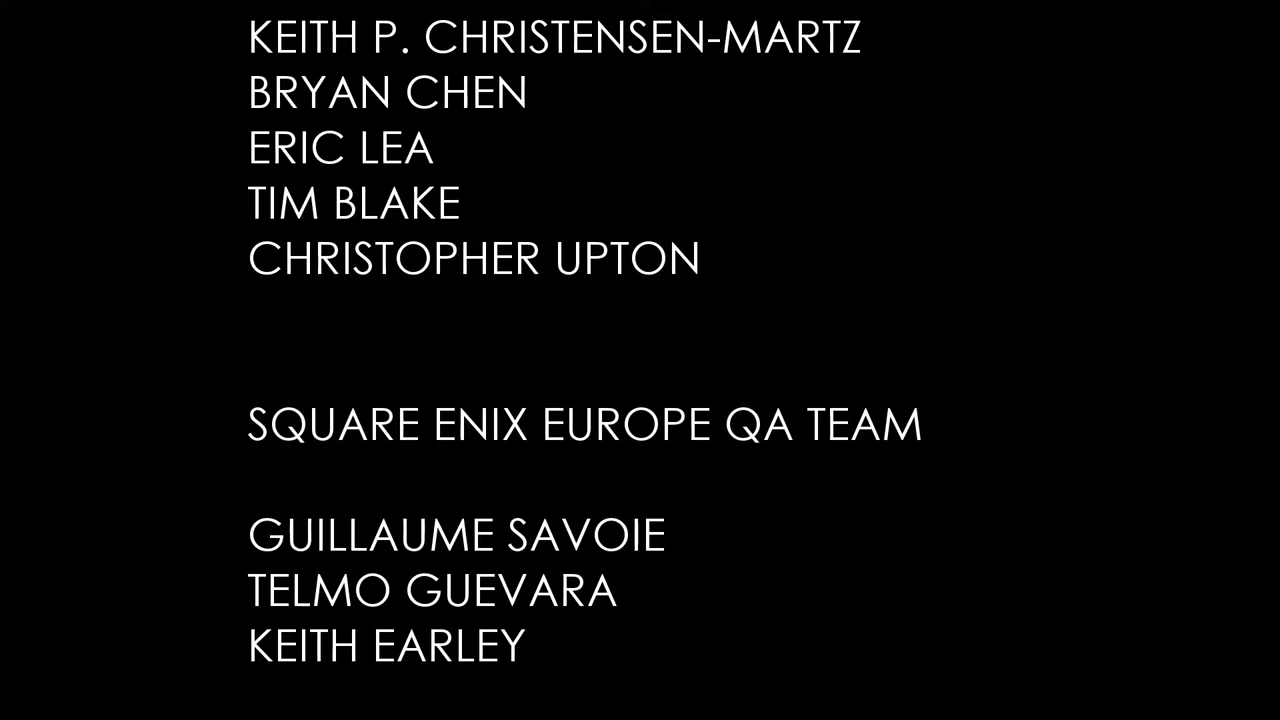 KEITH P. CHRISTENSEN-MARTZ
BRYAN CHEN
ERIC LEA
TIM BLAKE
CHRISTOPHER UPTON
SQUARE ENIX EUROPE QA TEAM
GUILLAUME SAVOIE
TELMO GUEVARA
KEITH EARLEY